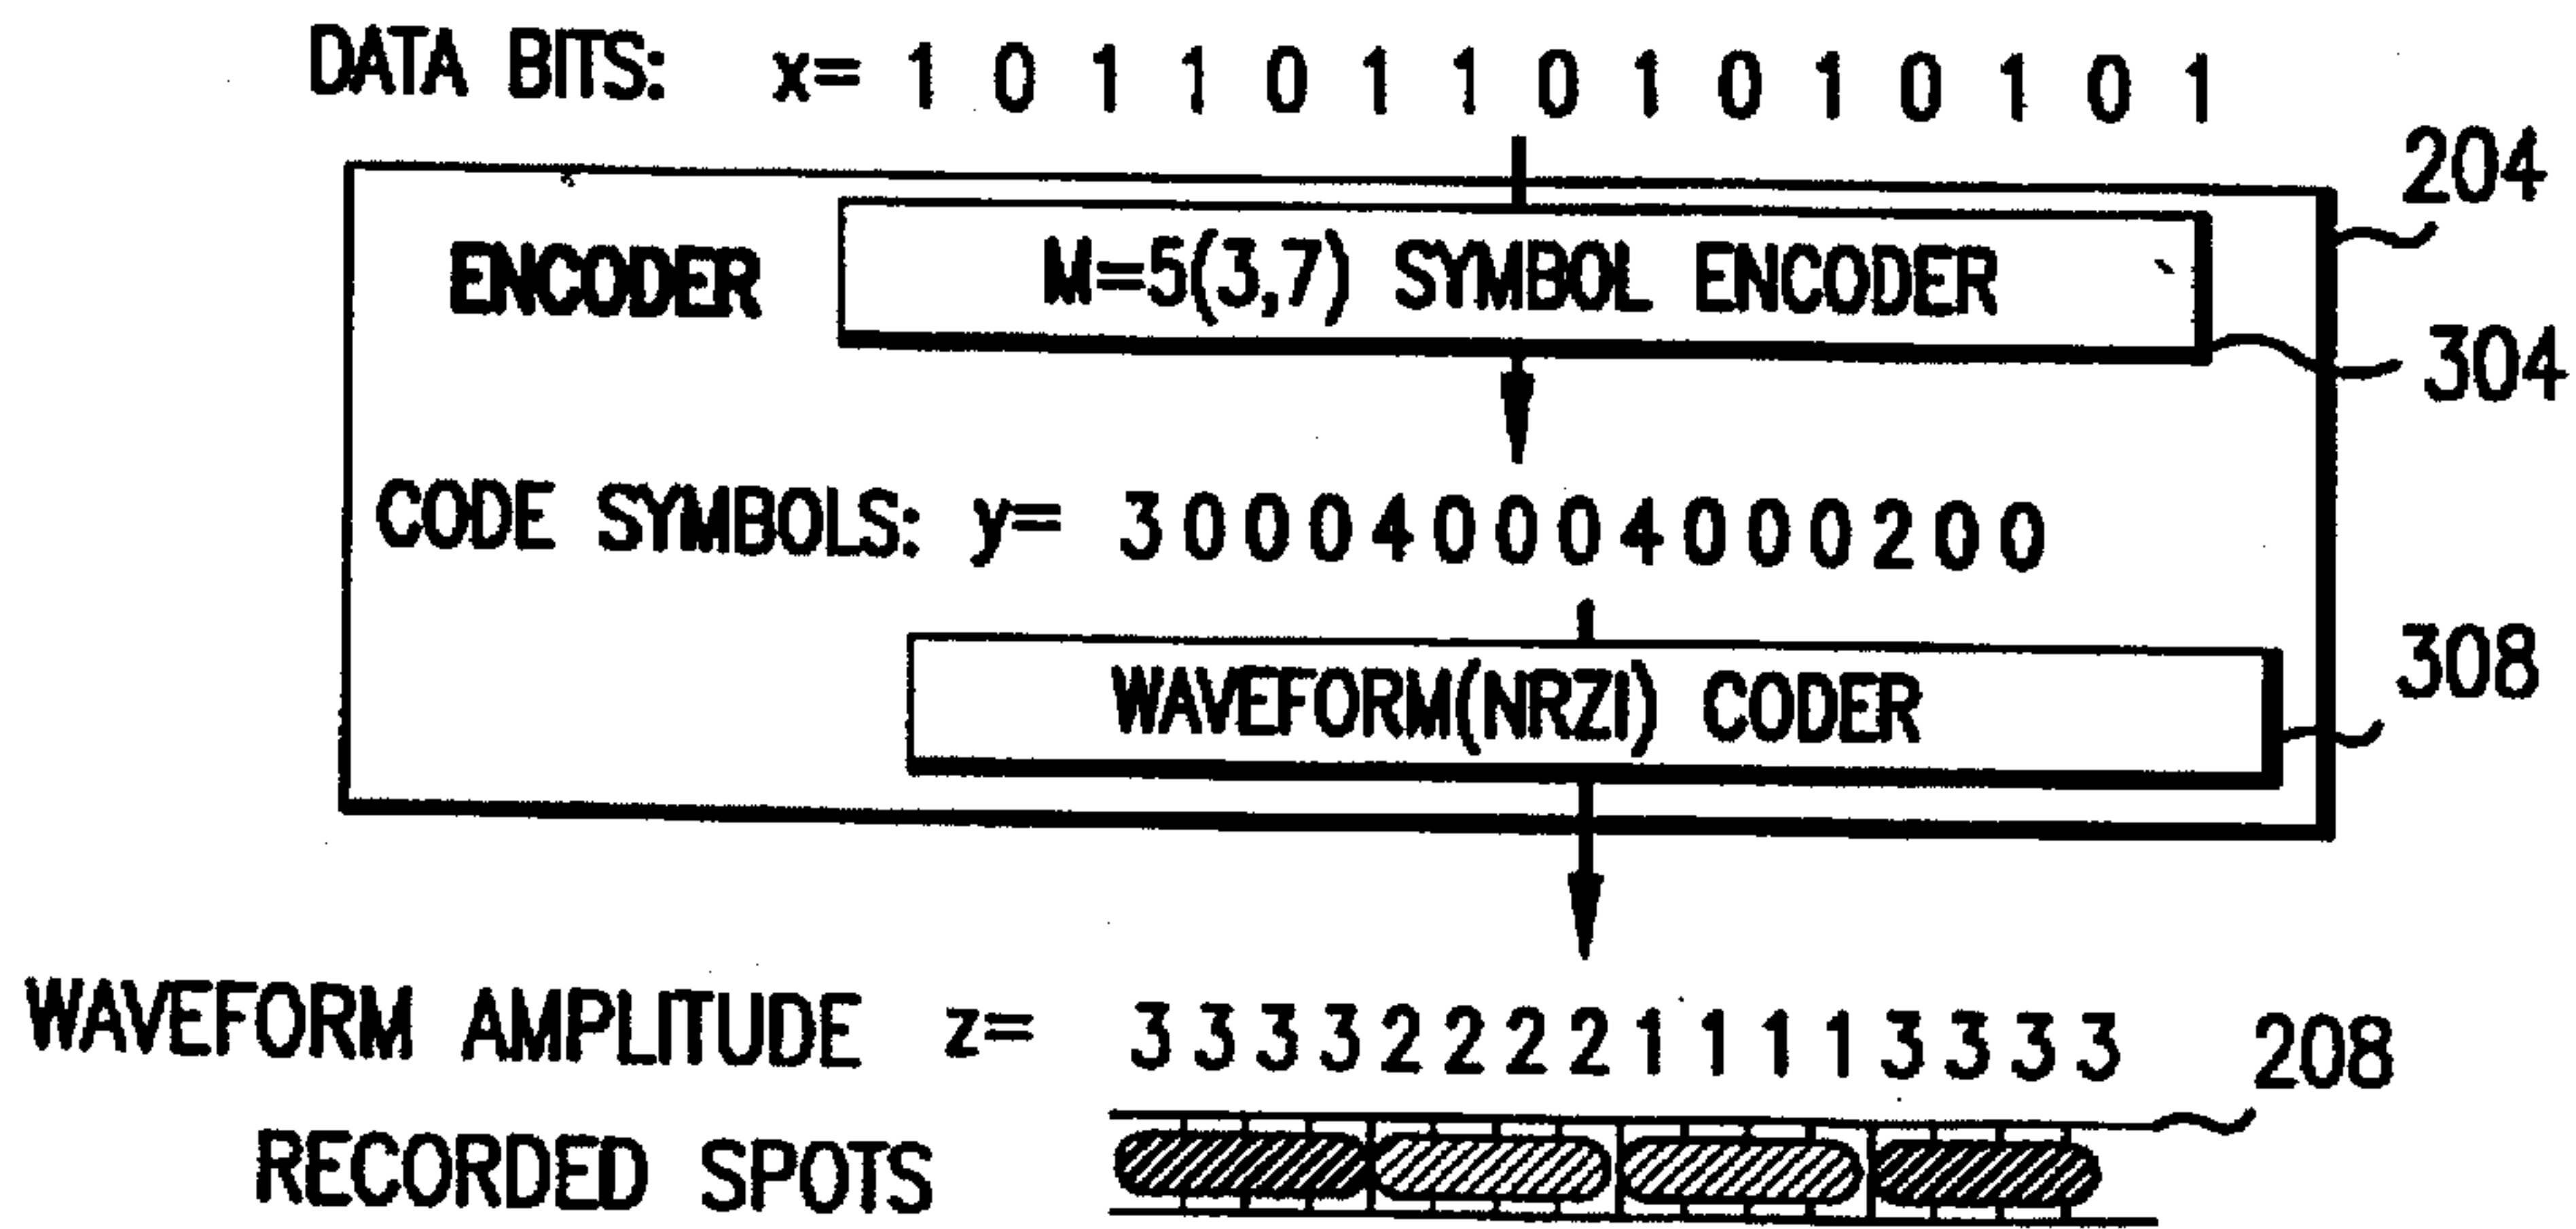 DATA BITS: x= 1 0 1 1 0 1 1 0 1 0 1 0 1 0 1
204
ENCODER
M=5(3,7) SYMBOL ENCODER
304
CODE SYMBOLS: y= 3 0 0 0 4 0 0 0 4 0 0 0 2 0 0
308
WAVEFORM(NRZI) CODER
WAVEFORM AMPLITUDE z= 3 3 3 3 2 2 2 2 1 1 1 1 3 3 3 3
208
RECORDED SPOTS